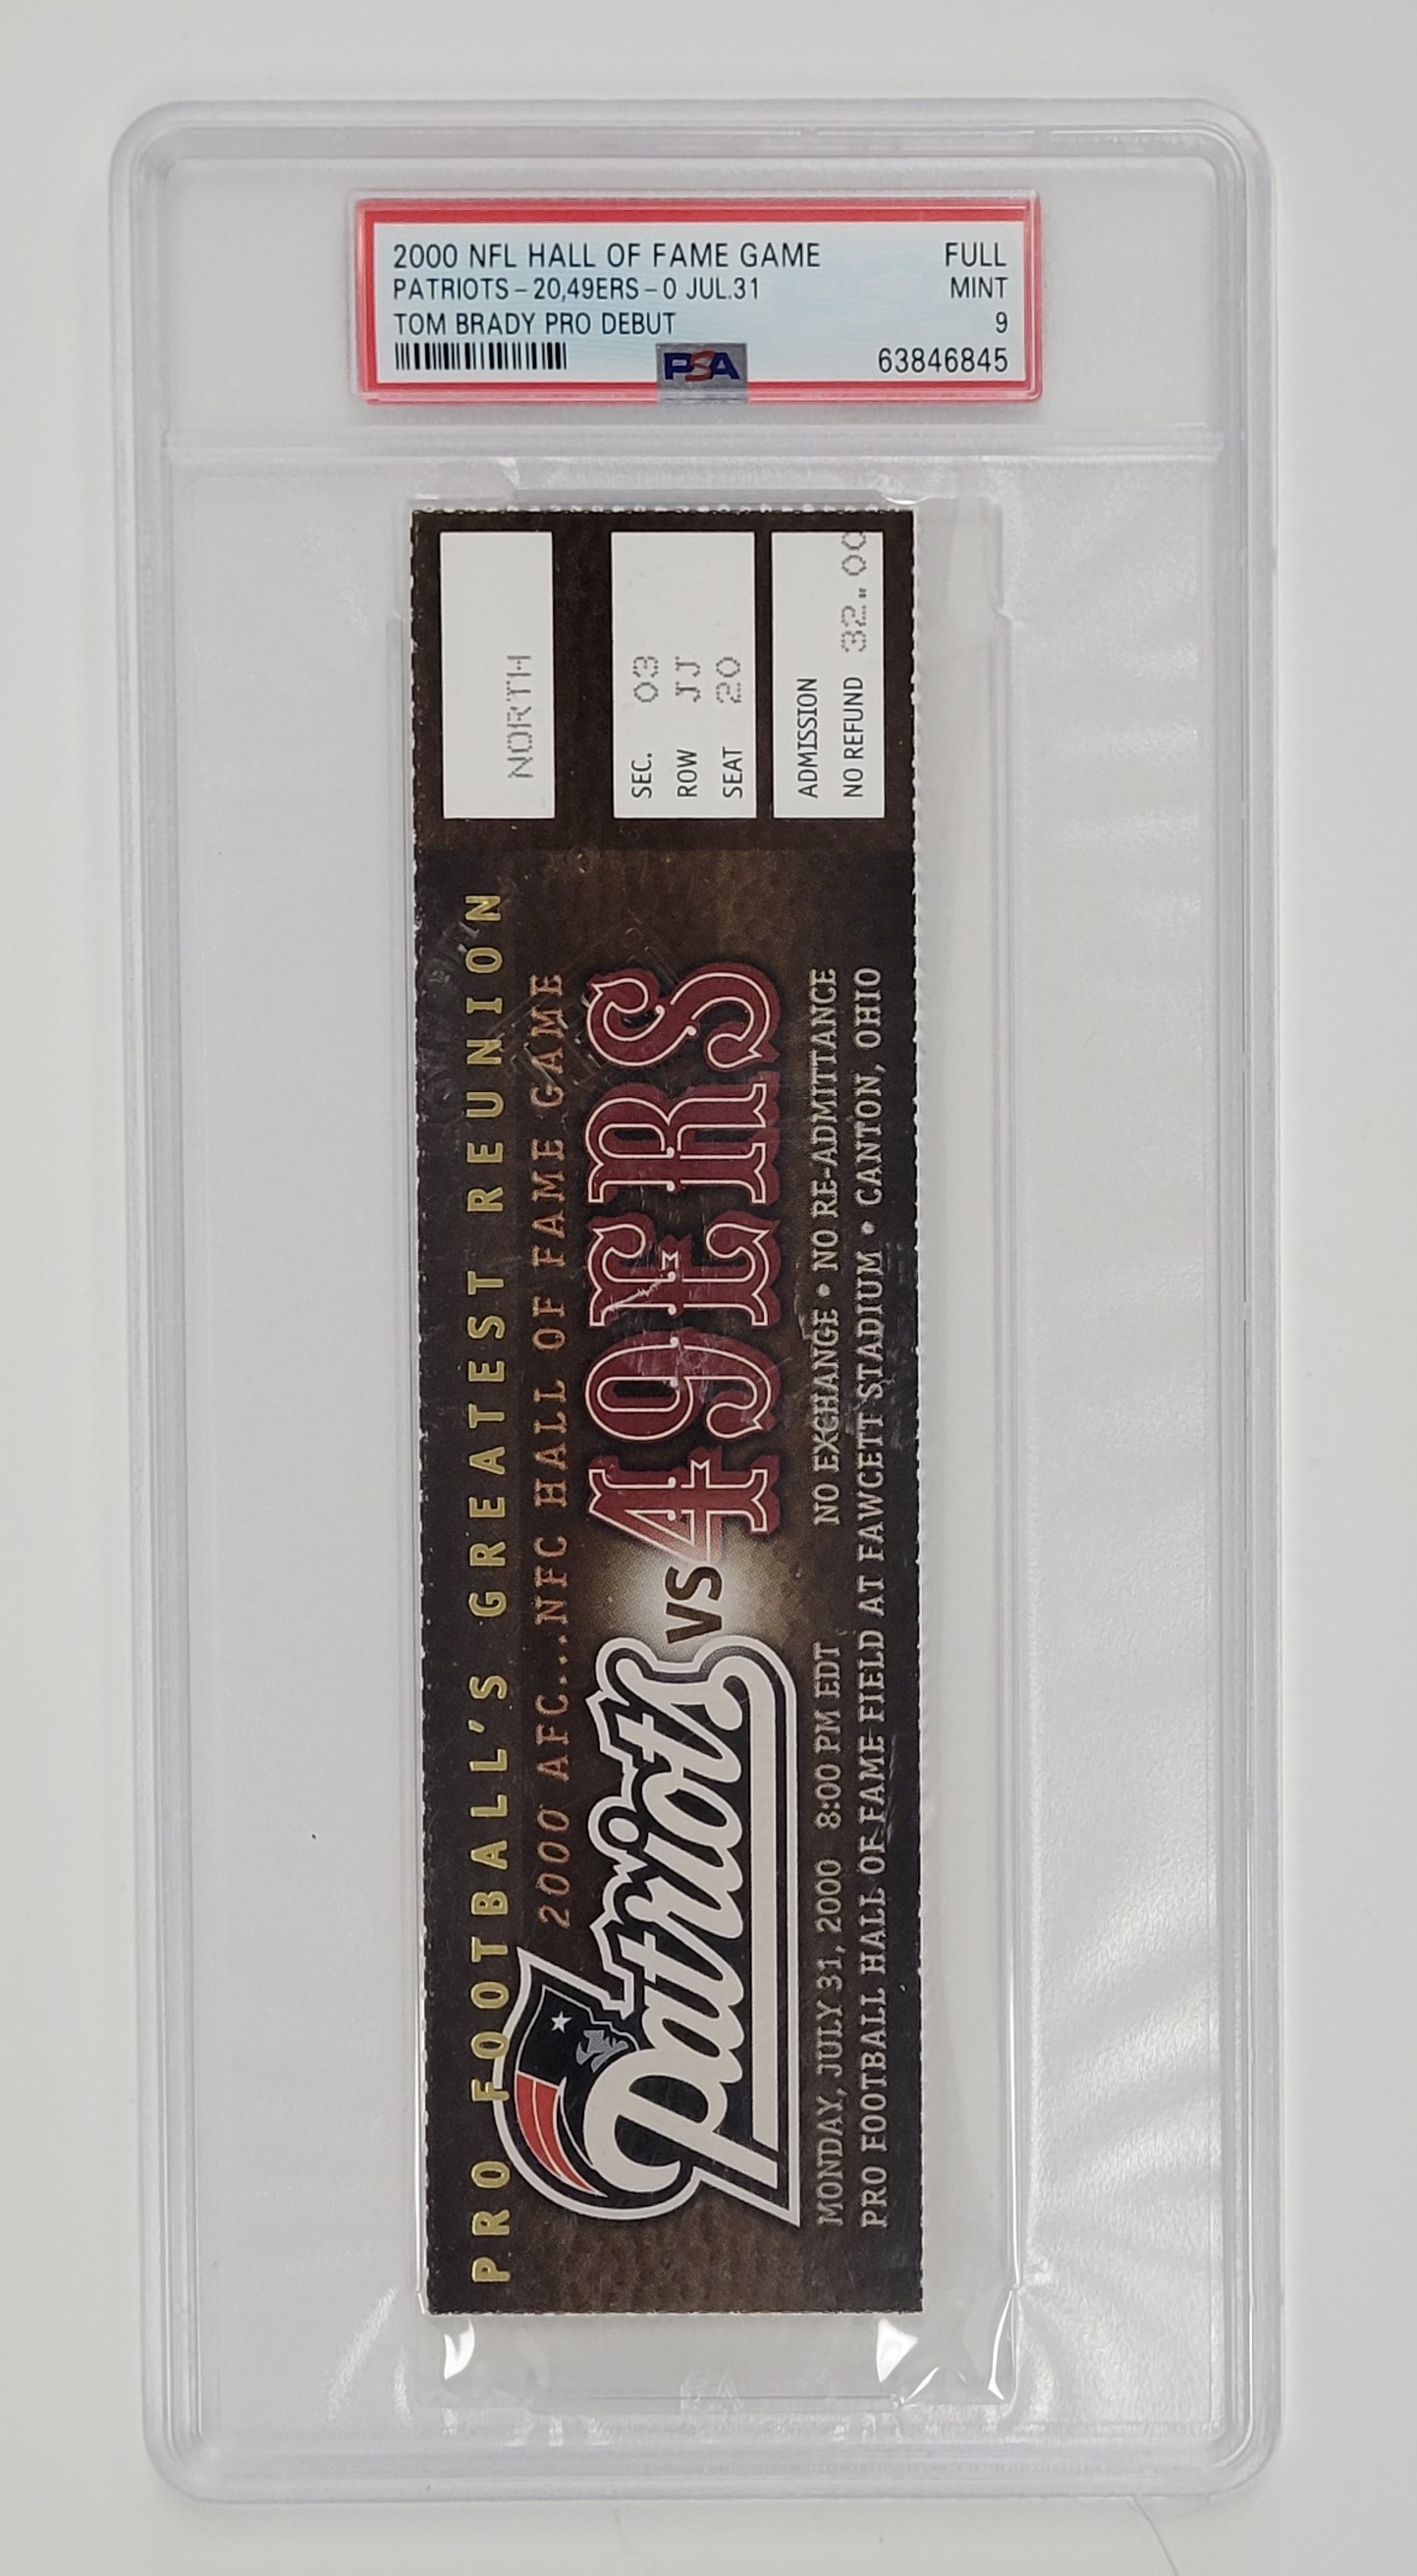 2000 NFL HALL OF FAME GAME FULL
PATRIOTS-20,49ERS-0 JUL.31 MINT
TOM BRADY PRO DEBUT 9
PSA 63846845
PRO FOOTBALL'S GREATEST REUNION
2000 AFC...NFC HALL OF FAME GAME
Patriots VS 49ERS
MONDAY, JULY 31, 2000 8:00 PM EDT NO EXCHANGE • NO RE-ADMITTANCE
PRO FOOTBALL HALL OF FAME FIELD AT FAWCETT STADIUM • CANTON, OHIO
NORTH
SEC. 03
ROW JJ
SEAT 20
ADMISSION
NO REFUND 32.00